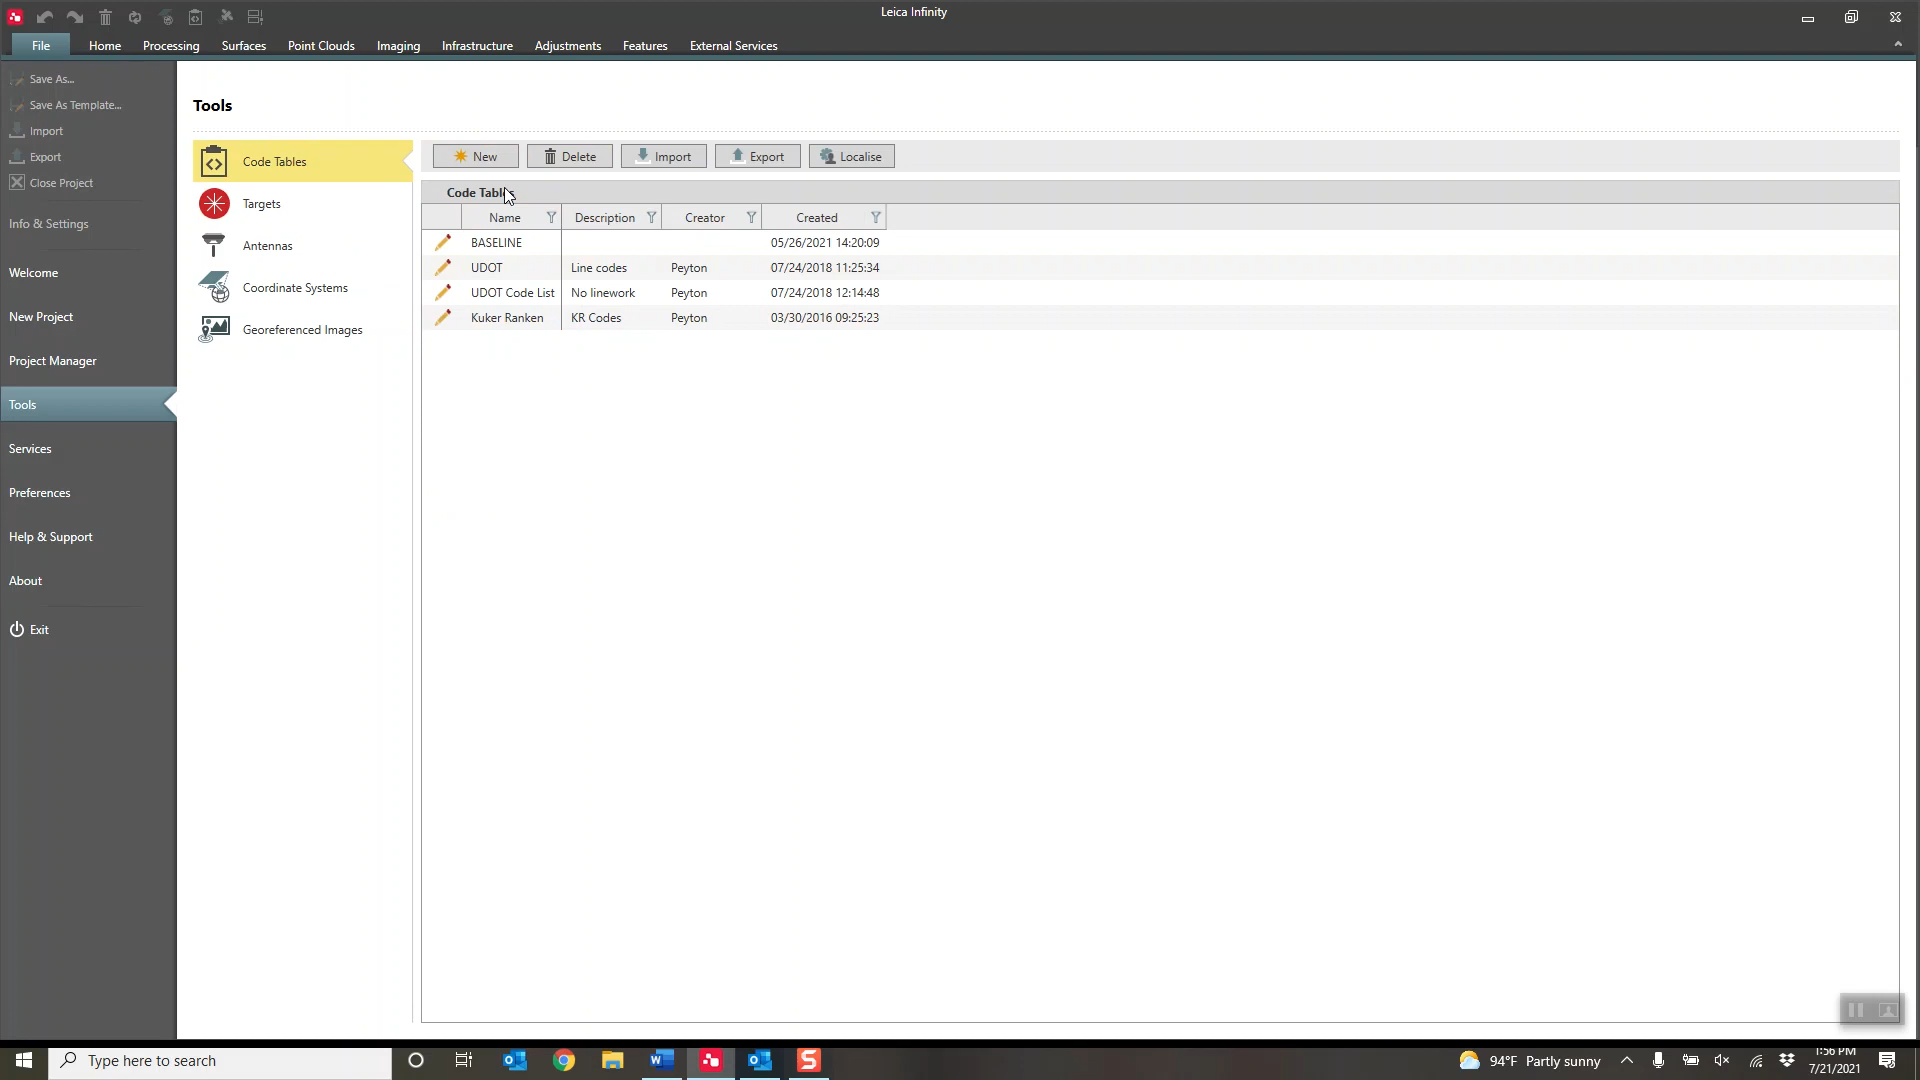 Leica Infinity
File Home Processing Surfaces Point Clouds Imaging Infrastructure Adjustments Features External Services
Save As...
Save As Template...
Import
Export
Close Project
Info & Settings
Welcome
New Project
Project Manager
Tools
Services
Preferences
Help & Support
About
Exit
Tools
Code Tables
Targets
Antennas
Coordinate Systems
Georeferenced Images
New Delete Import Export Localise
Code Tables
Name Description Creator Created
BASELINE 05/26/2021 14:20:09
UDOT Line codes Peyton 07/24/2018 11:25:34
UDOT Code List No linework Peyton 07/24/2018 12:14:48
Kuker Ranken KR Codes Peyton 03/30/2016 09:25:23
Type here to search
94°F Partly sunny
1:56 PM
7/21/2021